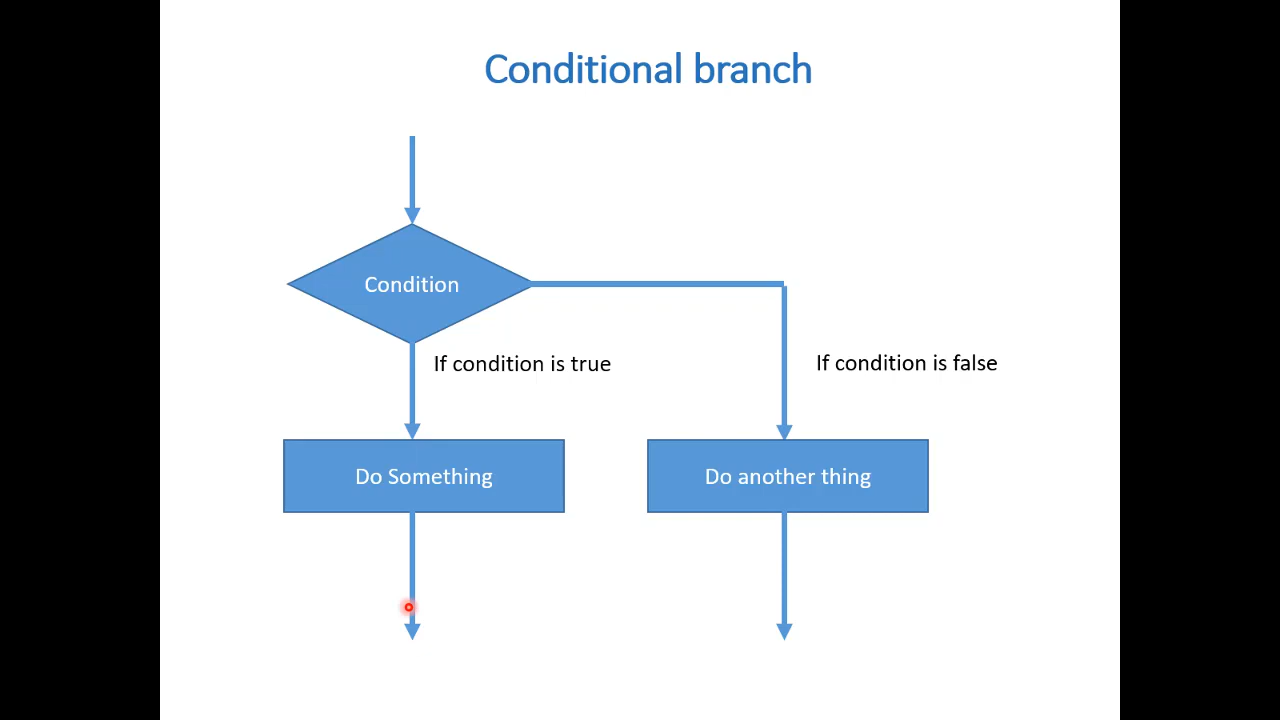 Conditional branch
Condition
If condition is true
If condition is false
Do Something
Do another thing